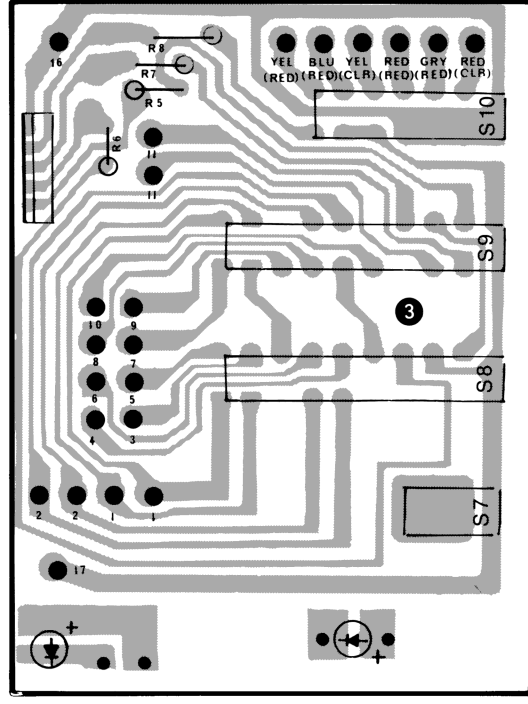 R8
16
YEL BLU YEL RED GRY RED
(RED) (RED) (CLR) (RED) (RED) (CLR)
R7
R5
S10
R6
11
11
S9
10 9
3
8 7
S8
6 5
4 3
2 2 1 1
S7
17
+
+